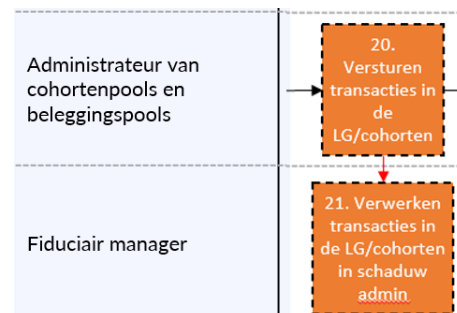 Administrateur van
cohortenpools en
beleggingspools
20.
Versturen
transacties in
de
LG/cohorten
Fiduciair manager
21. Verwerken
transacties in
de LG/cohorten
in schaduw
admin